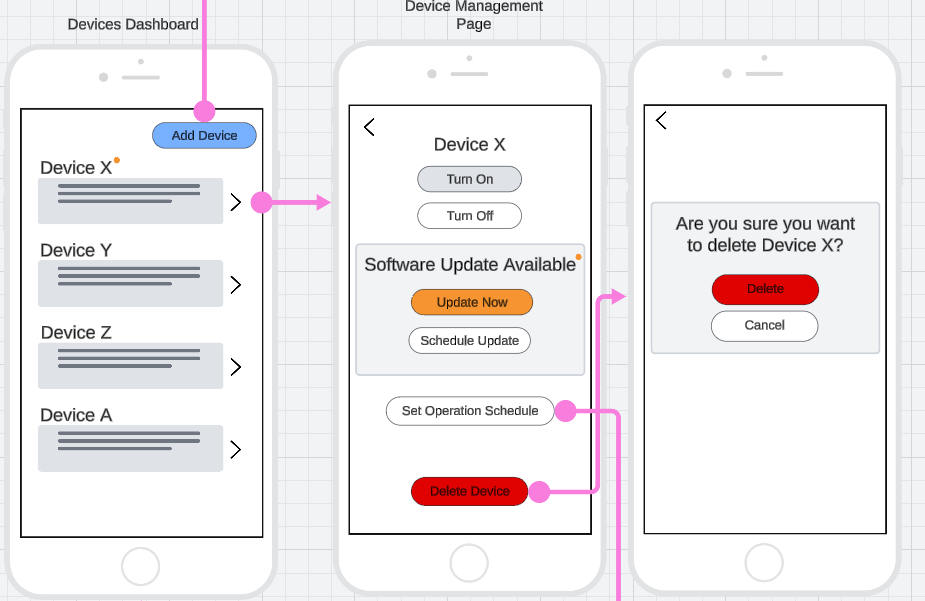 Devices Dashboard
Add Device
Device X
Device Y
Device Z
Device A
Device Management
Page
Device X
Turn On
Turn Off
Software Update Available
Update Now
Schedule Update
Set Operation Schedule
Delete Device
Are you sure you want
to delete Device X?
Delete
Cancel